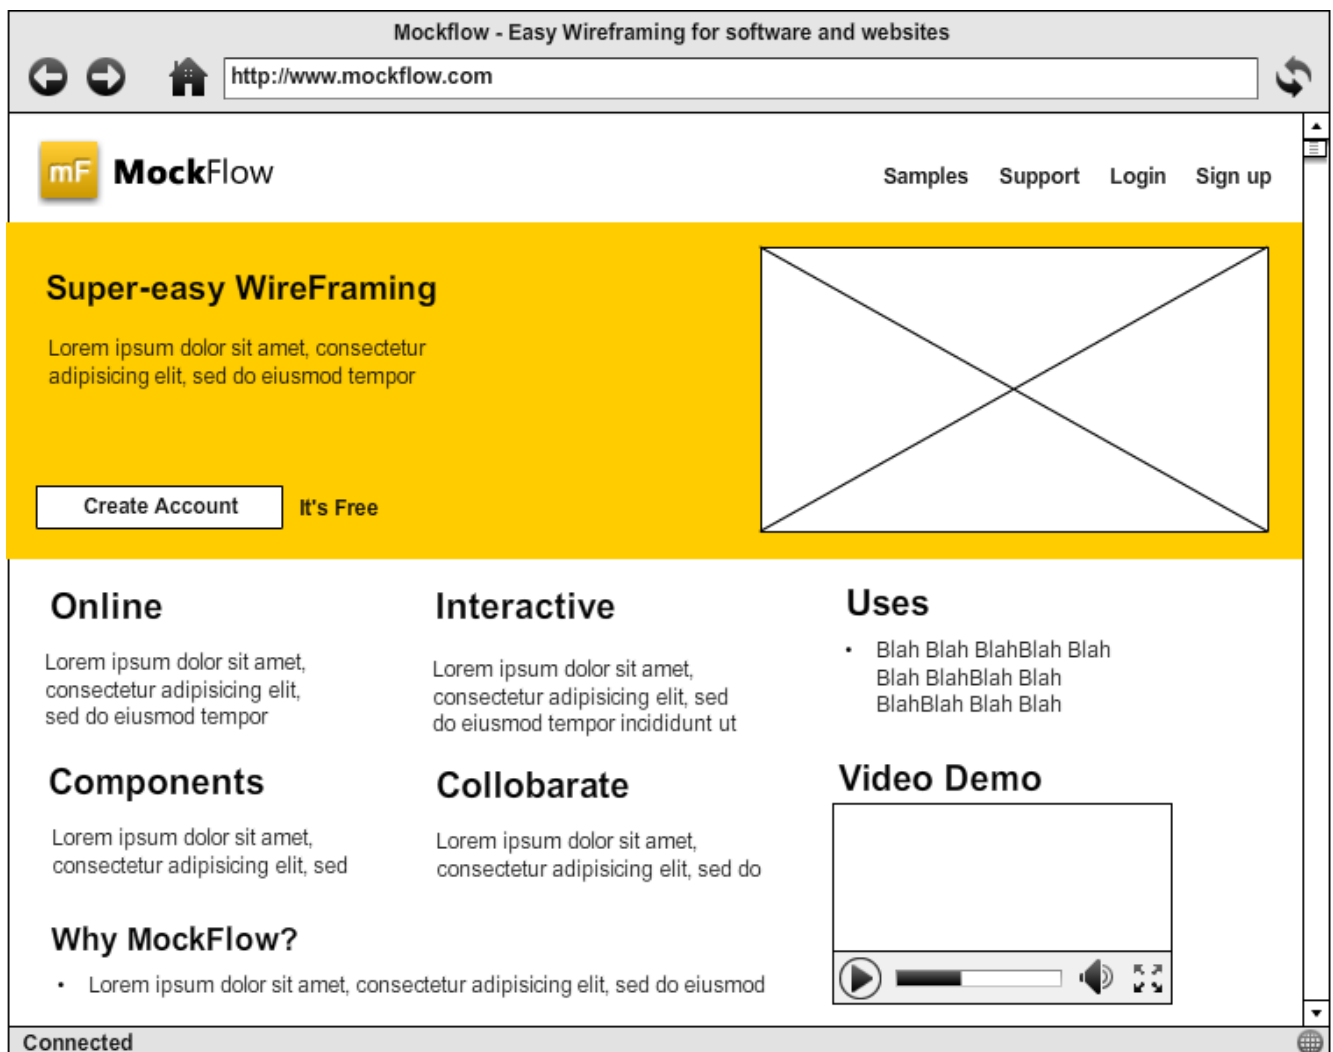 Mockflow - Easy Wireframing for software and websites
http://www.mockflow.com
mF MockFlow
Samples Support Login Sign up
Super-easy WireFraming
Lorem ipsum dolor sit amet, consectetur
adipisicing elit, sed do eiusmod tempor
Create Account It's Free
Online
Lorem ipsum dolor sit amet,
consectetur adipisicing elit,
sed do eiusmod tempor
Interactive
Lorem ipsum dolor sit amet,
consectetur adipisicing elit, sed
do eiusmod tempor incididunt ut
Uses
• Blah Blah BlahBlah Blah
Blah BlahBlah Blah
BlahBlah Blah Blah
Components
Lorem ipsum dolor sit amet,
consectetur adipisicing elit, sed
Collobarate
Lorem ipsum dolor sit amet,
consectetur adipisicing elit, sed do
Video Demo
Why MockFlow?
• Lorem ipsum dolor sit amet, consectetur adipisicing elit, sed do eiusmod
Connected